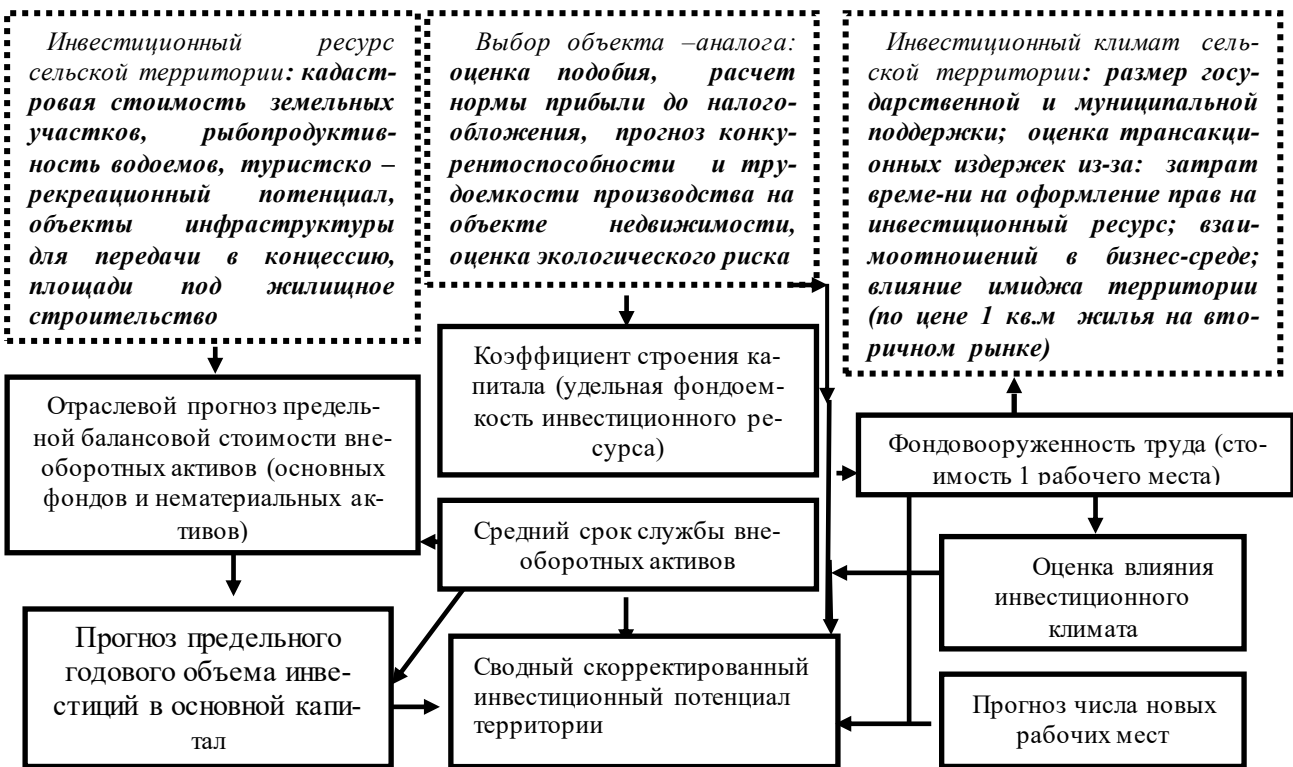 Инвестиционный ресурс
сельской территории: кадаст-
ровая стоимость земельных
участков, рыбопродуктив-
ность водоемов, туристско –
рекреационный потенциал,
объекты инфраструктуры
для передачи в концессию,
площади под жилищное
строительство
Выбор объекта –аналога:
оценка подобия, расчет
нормы прибыли до налого-
обложения, прогноз конку-
рентоспособности и тру-
доемкости производства на
объекте недвижимости,
оценка экологического риска
Инвестиционный климат сель-
ской территории: размер госу-
дарственной и муниципальной
поддержки; оценка трансакци-
онных издержек из-за: затрат
време-ни на оформление прав на
инвестиционный ресурс; взаи-
моотношений в бизнес-среде;
влияние имиджа территории
(по цене 1 кв.м жилья на вто-
ричном рынке)
Отраслевой прогноз предель-
ной балансовой стоимости вне-
оборотных активов (основных
фондов и нематериальных ак-
тивов)
Коэффициент строения ка-
питала (удельная фондоем-
кость инвестиционного ре-
сурса)
Фондовооруженность труда (сто-
имость 1 рабочего места)
Средний срок службы вне-
оборотных активов
Оценка влияния
инвестиционного
климата
Прогноз предельного
годового объема инве-
стиций в основной капи-
тал
Сводный скорректированный
инвестиционный потенциал
территории
Прогноз числа новых
рабочих мест